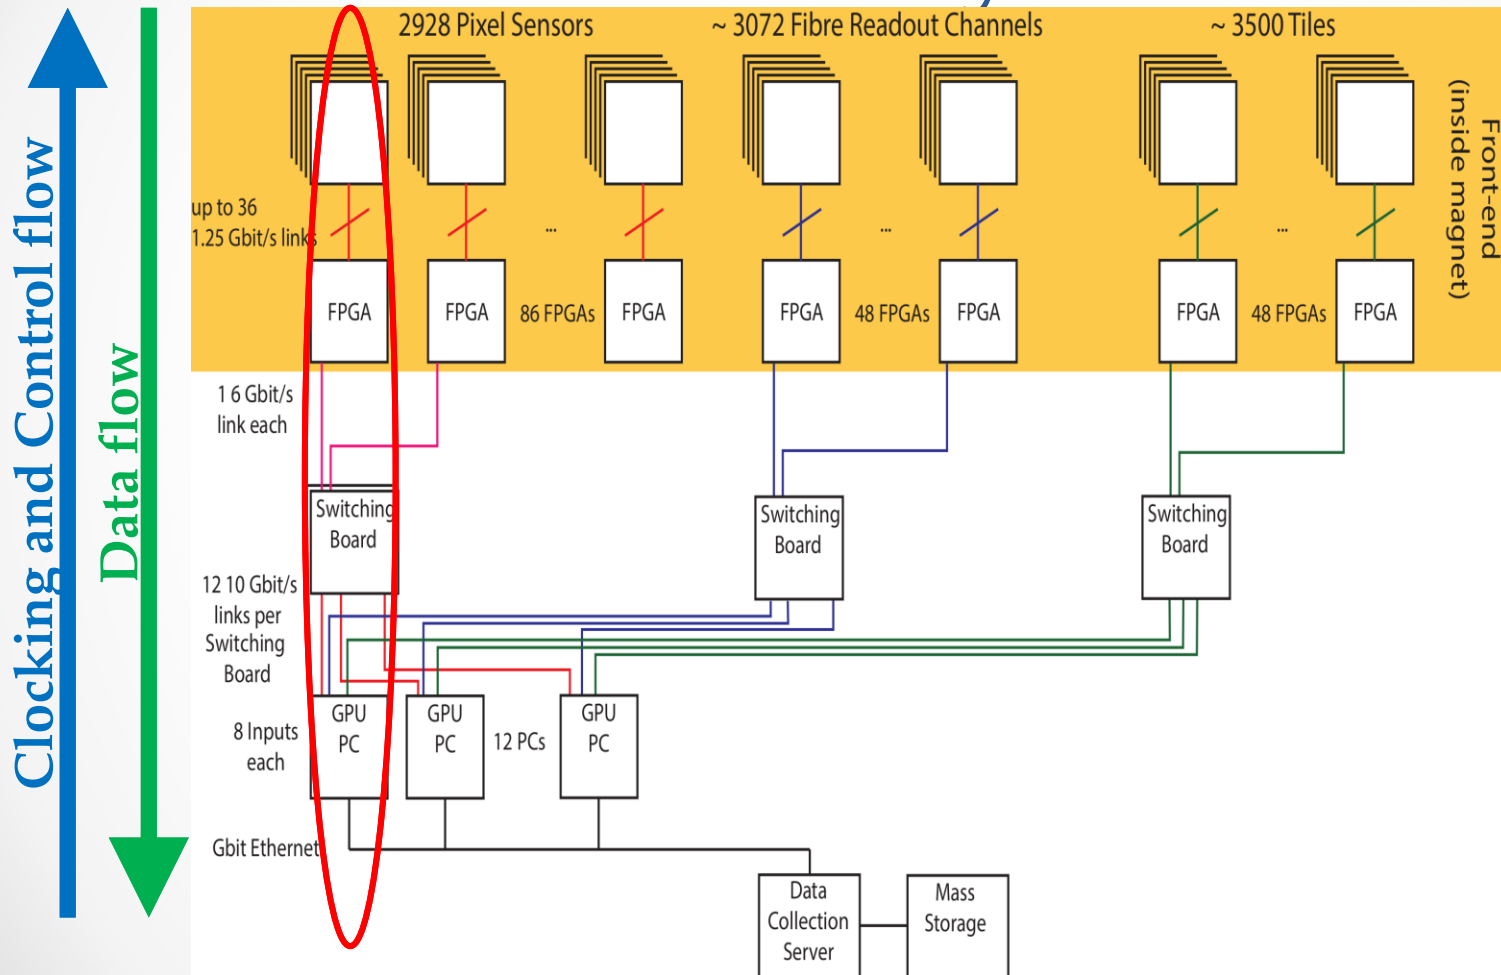 Clocking and Control flow
Data flow
2928 Pixel Sensors
~ 3072 Fibre Readout Channels
~ 3500 Tiles
Front-end
(inside magnet)
up to 36
1.25 Gbit/s links
...
...
...
FPGA
FPGA
86 FPGAs
FPGA
FPGA
48 FPGAs
FPGA
FPGA
48 FPGAs
FPGA
1 6 Gbit/s
link each
Switching
Board
Switching
Board
Switching
Board
12 10 Gbit/s
links per
Switching
Board
8 Inputs
each
GPU
PC
GPU
PC
12 PCs
GPU
PC
Gbit Ethernet
Data
Collection
Server
Mass
Storage